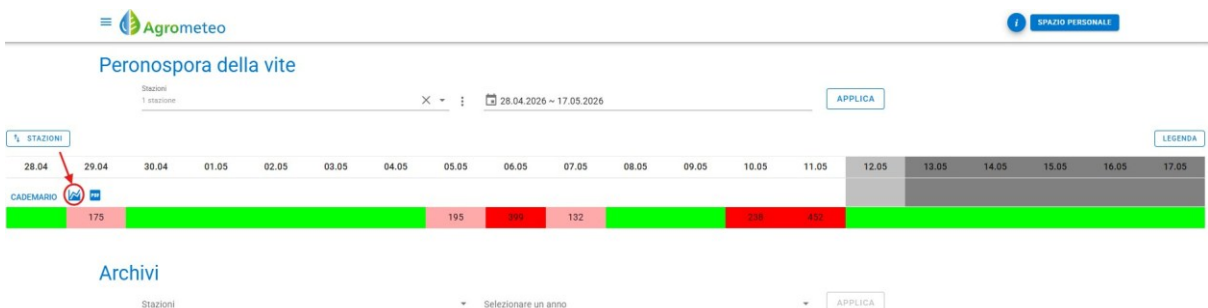 Agrometeo
i SPAZIO PERSONALE
Peronospora della vite
Stazioni
1 stazione
28.04.2026 ~ 17.05.2026
APPLICA
STAZIONI
LEGENDA
28.04 29.04 30.04 01.05 02.05 03.05 04.05 05.05 06.05 07.05 08.05 09.05 10.05 11.05 12.05 13.05 14.05 15.05 16.05 17.05
CADEMARIO PDF
175 195 399 132 238 452
Archivi
Stazioni Selezionare un anno APPLICA